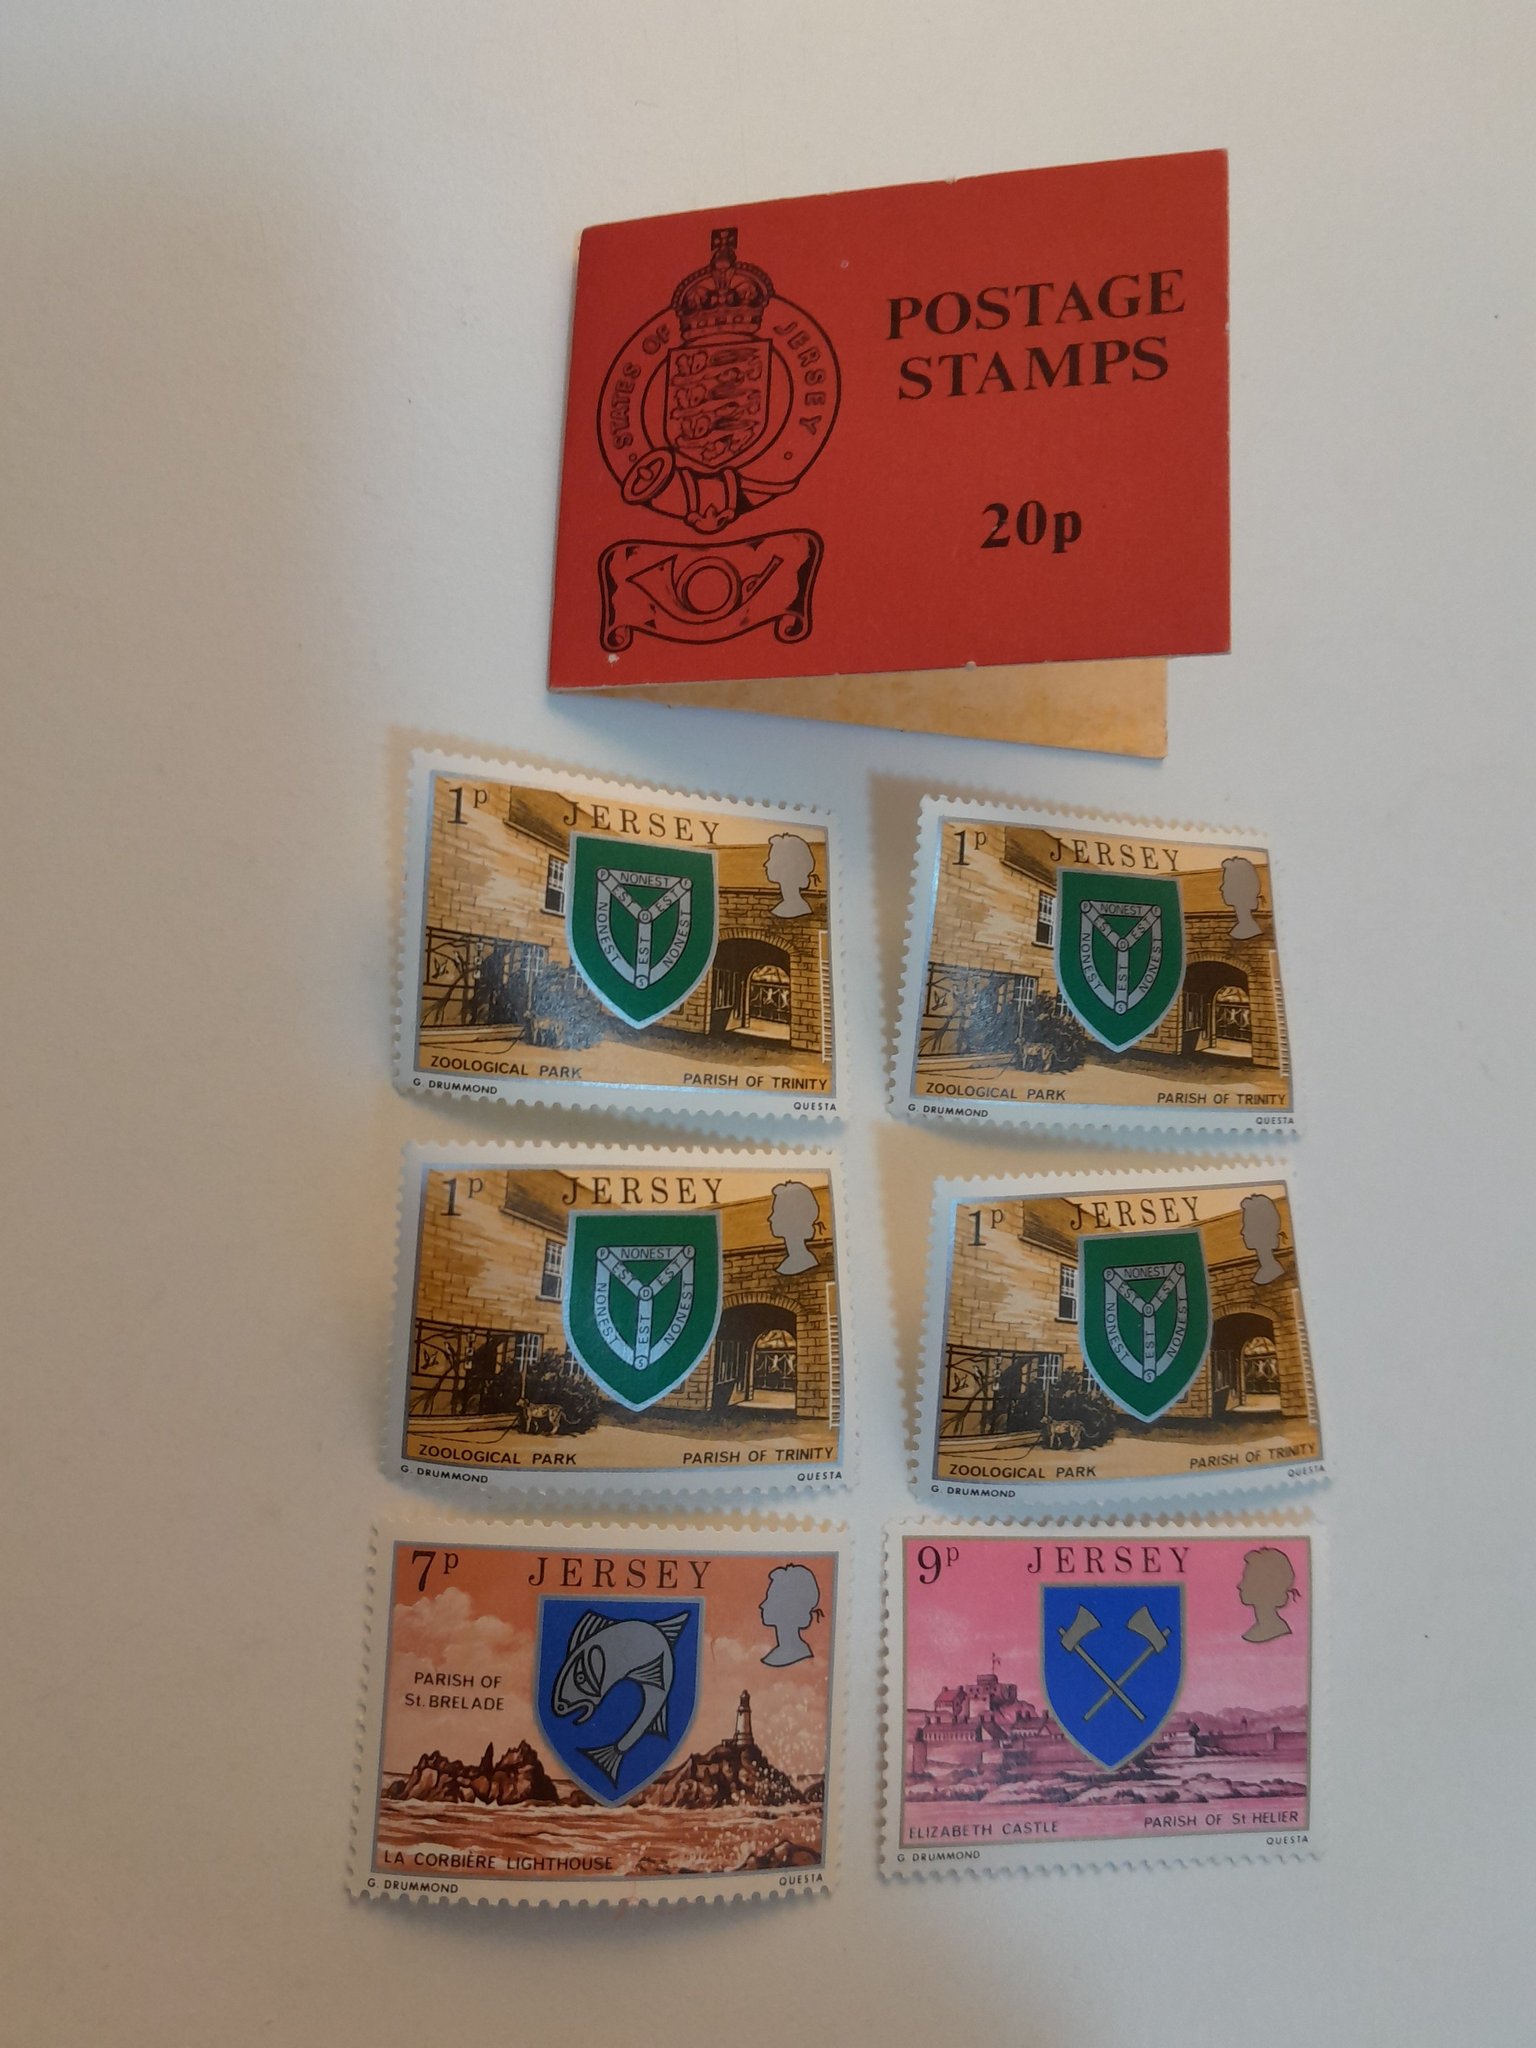 STATES OF JERSEY
POSTAGE
STAMPS
20p
1p JERSEY
P NONEST F
EST D EST
NONEST EST NONEST
S
ZOOLOGICAL PARK PARISH OF TRINITY
G. DRUMMOND QUESTA
1p JERSEY
P NONEST F
EST D EST
NONEST EST NONEST
S
ZOOLOGICAL PARK PARISH OF TRINITY
G. DRUMMOND QUESTA
1p JERSEY
P NONEST F
EST D EST
NONEST EST NONEST
S
ZOOLOGICAL PARK PARISH OF TRINITY
G. DRUMMOND QUESTA
1p JERSEY
P NONEST F
EST D EST
NONEST EST NONEST
S
ZOOLOGICAL PARK PARISH OF TRINITY
G. DRUMMOND QUESTA
7p JERSEY
PARISH OF
St. BRELADE
LA CORBIÈRE LIGHTHOUSE
G. DRUMMOND QUESTA
9p JERSEY
ELIZABETH CASTLE PARISH OF St HELIER
G. DRUMMOND QUESTA